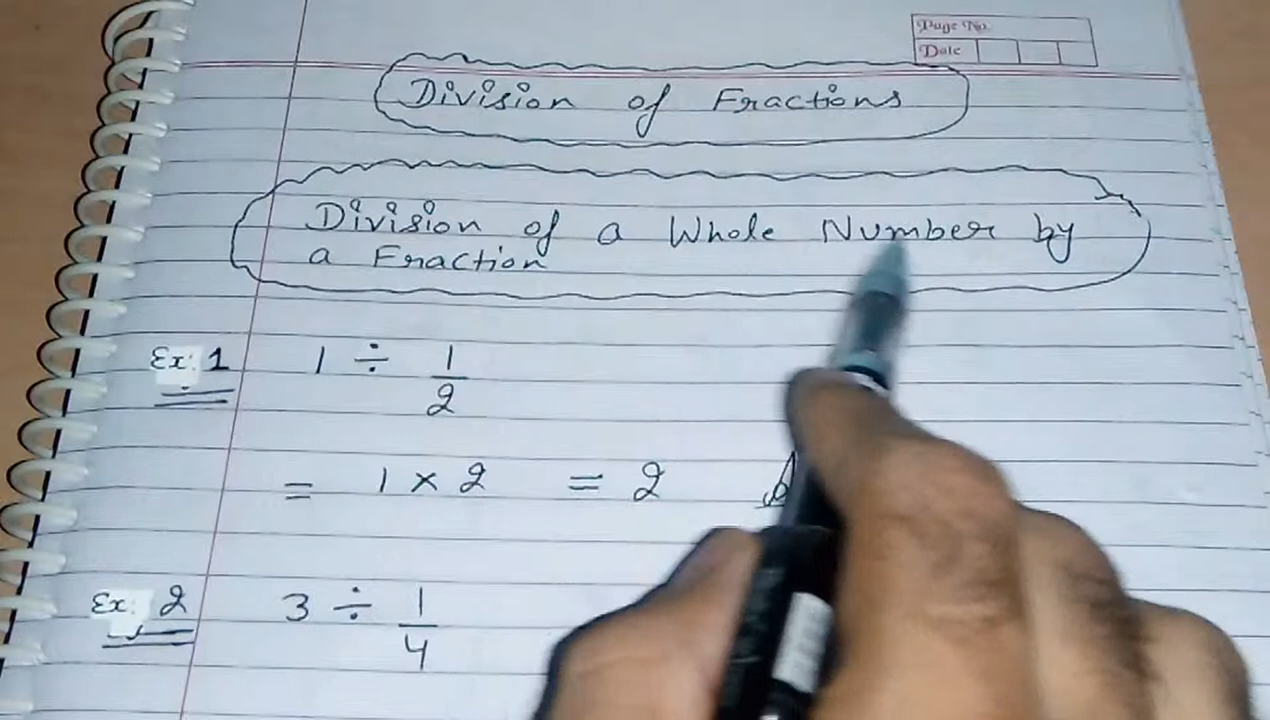 Page No.
Date
Division of Fractions
Division of a Whole Number by
a Fraction
Ex: 1 1 ÷ 1/2
= 1 × 2 = 2
Ex: 2 3 ÷ 1/4